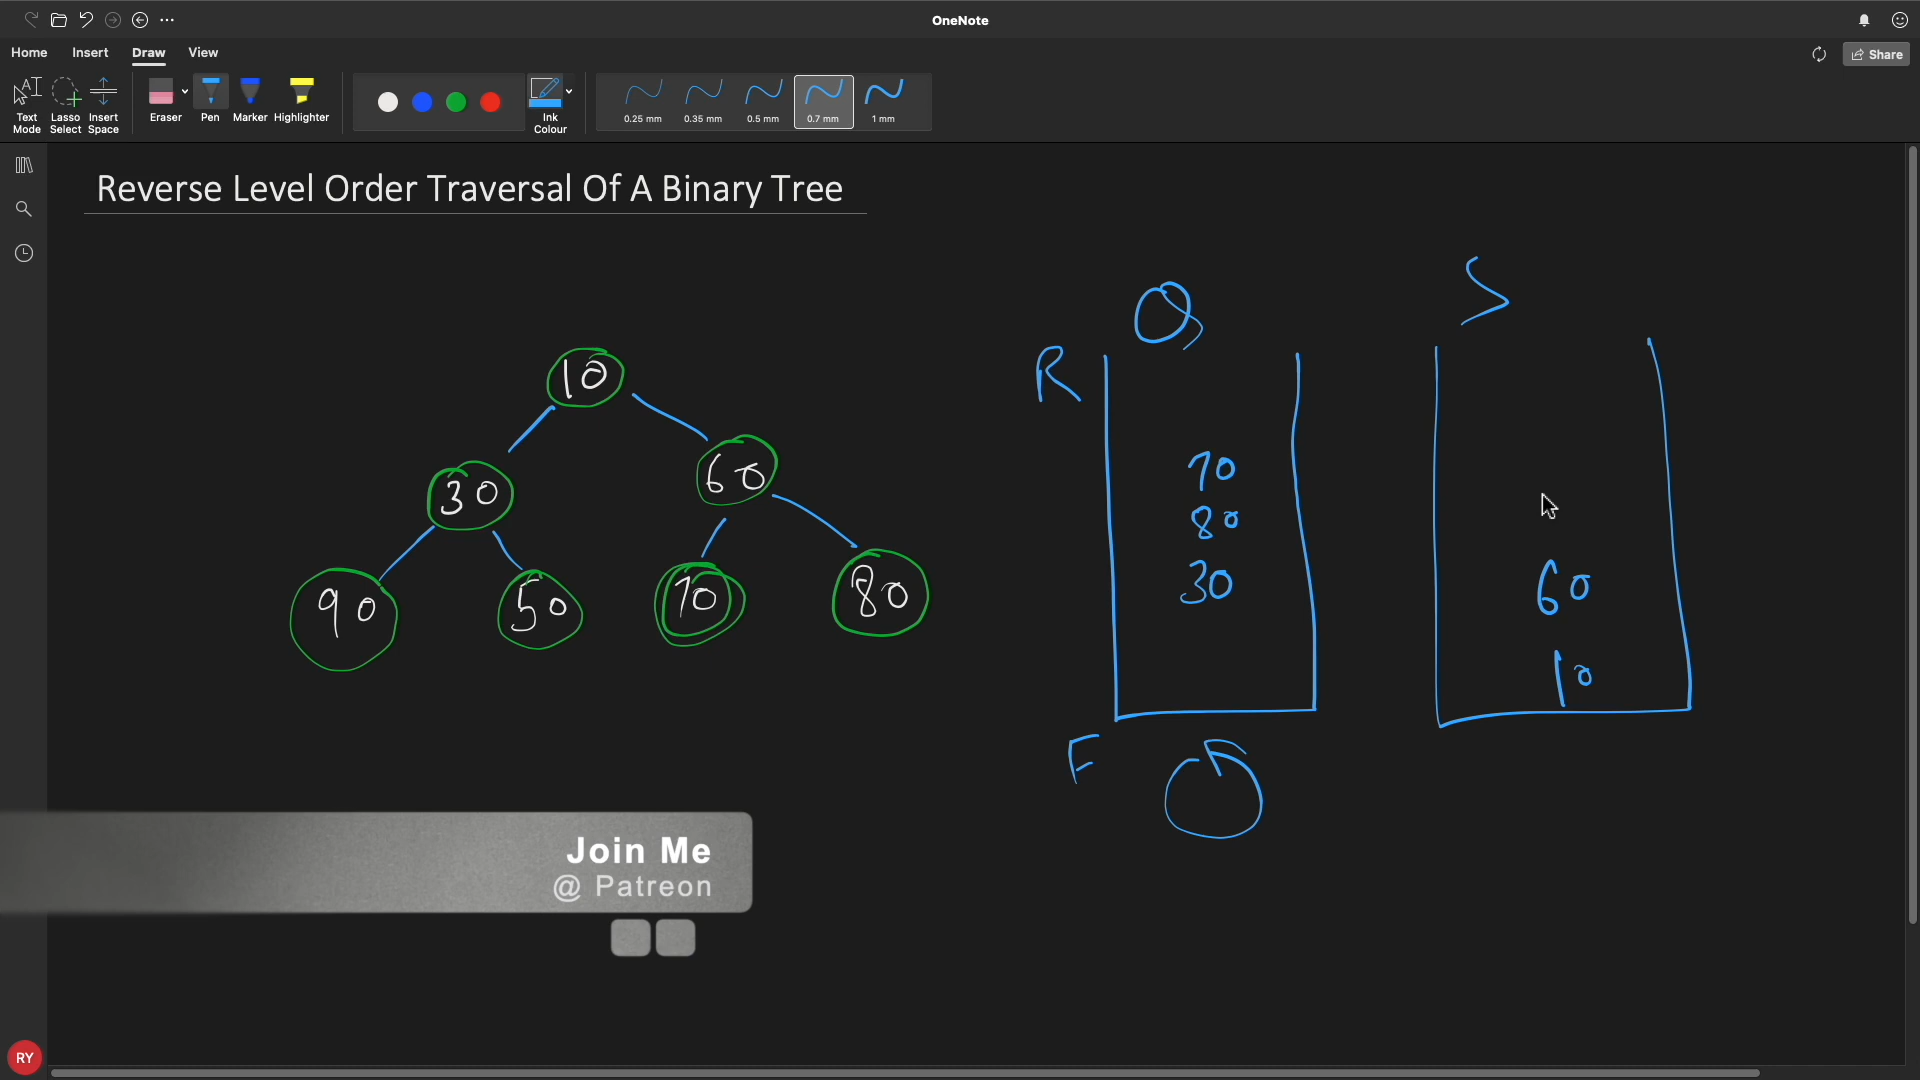 OneNote
Home Insert Draw View
Share
Text Mode
Lasso Select
Insert Space
Eraser
Pen
Marker
Highlighter
Ink Colour
0.25 mm
0.35 mm
0.5 mm
0.7 mm
1 mm
Reverse Level Order Traversal Of A Binary Tree
Q
S
R
10
30
60
90
50
70
80
70
80
30
60
10
F
Join Me
@ Patreon
RY